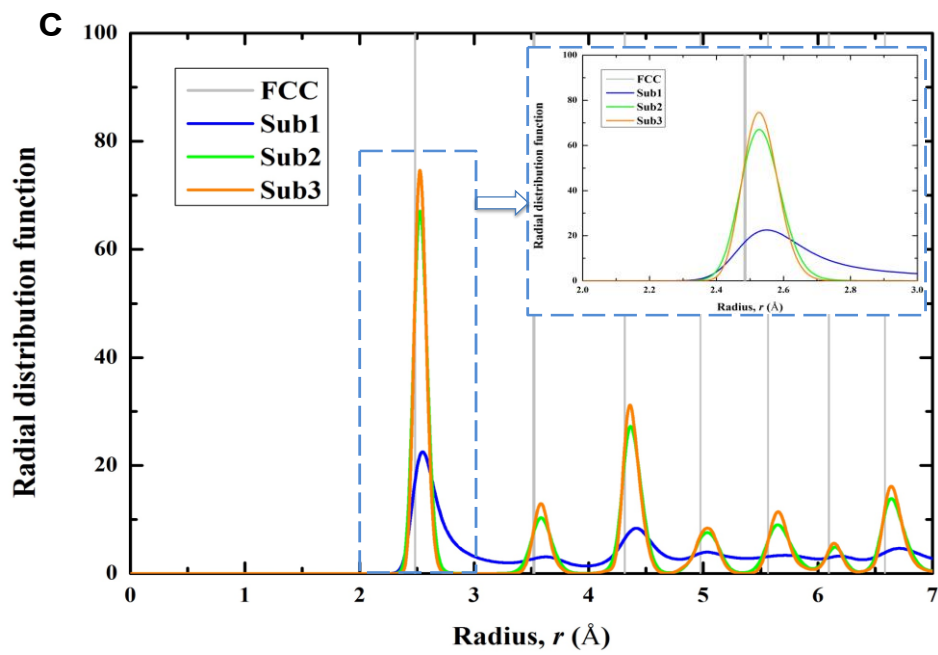 C
100
80
60
40
20
0
Radial distribution function
FCC
Sub1
Sub2
Sub3
100
80
60
40
20
0
Radial distribution function
FCC
Sub1
Sub2
Sub3
2.0 2.2 2.4 2.6 2.8 3.0
Radius, r (Å)
0 1 2 3 4 5 6 7
Radius, r (Å)